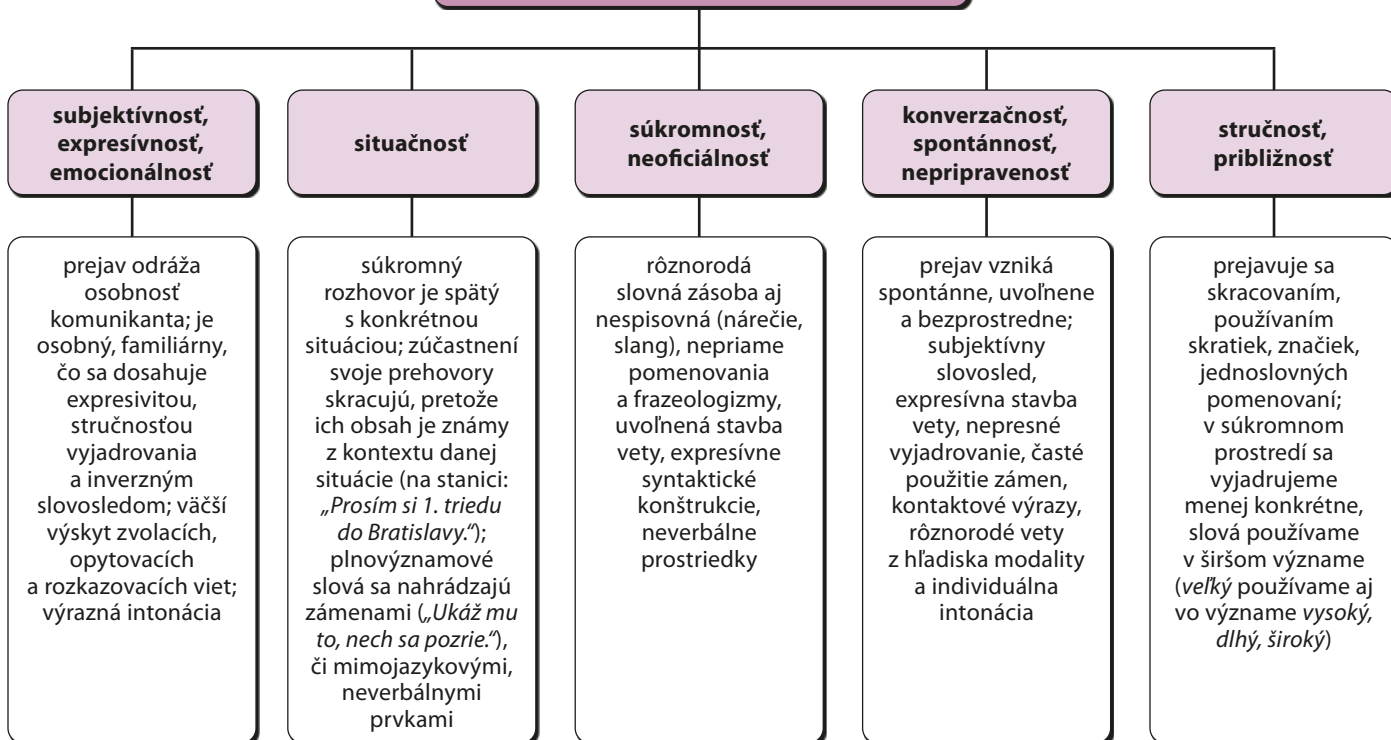 subjektívnosť,
expresívnosť,
emocionálnosť
situačnosť
súkromnosť,
neoficiálnosť
konverzačnosť,
spontánnosť,
nepripravenosť
stručnosť,
približnosť
prejav odráža
osobnosť
komunikanta; je
osobný, familiárny,
čo sa dosahuje
expresivitou,
stručnosťou
vyjadrovania
a inverzným
slovosledom; väčší
výskyt zvolacích,
opytovacích
a rozkazovacích viet;
výrazná intonácia
súkromný
rozhovor je spätý
s konkrétnou
situáciou; zúčastnení
svoje prehovory
skracujú, pretože
ich obsah je známy
z kontextu danej
situácie (na stanici:
„Prosím si 1. triedu
do Bratislavy.“);
plnovýznamové
slová sa nahrádzajú
zámenami („Ukáž mu
to, nech sa pozrie.“),
či mimojazykovými,
neverbálnymi
prvkami
rôznorodá
slovná zásoba aj
nespisovná (nárečie,
slang), nepriame
pomenovania
a frazeologizmy,
uvoľnená stavba
vety, expresívne
syntaktické
konštrukcie,
neverbálne
prostriedky
prejav vzniká
spontánne, uvoľnene
a bezprostredne;
subjektívny
slovosled,
expresívna stavba
vety, nepresné
vyjadrovanie, časté
použitie zámen,
kontaktové výrazy,
rôznorodé vety
z hľadiska modality
a individuálna
intonácia
prejavuje sa
skracovaním,
používaním
skratiek, značiek,
jednoslovných
pomenovaní;
v súkromnom
prostredí sa
vyjadrujeme
menej konkrétne,
slová používame
v širšom význame
(veľký používame aj
vo význame vysoký,
dlhý, široký)